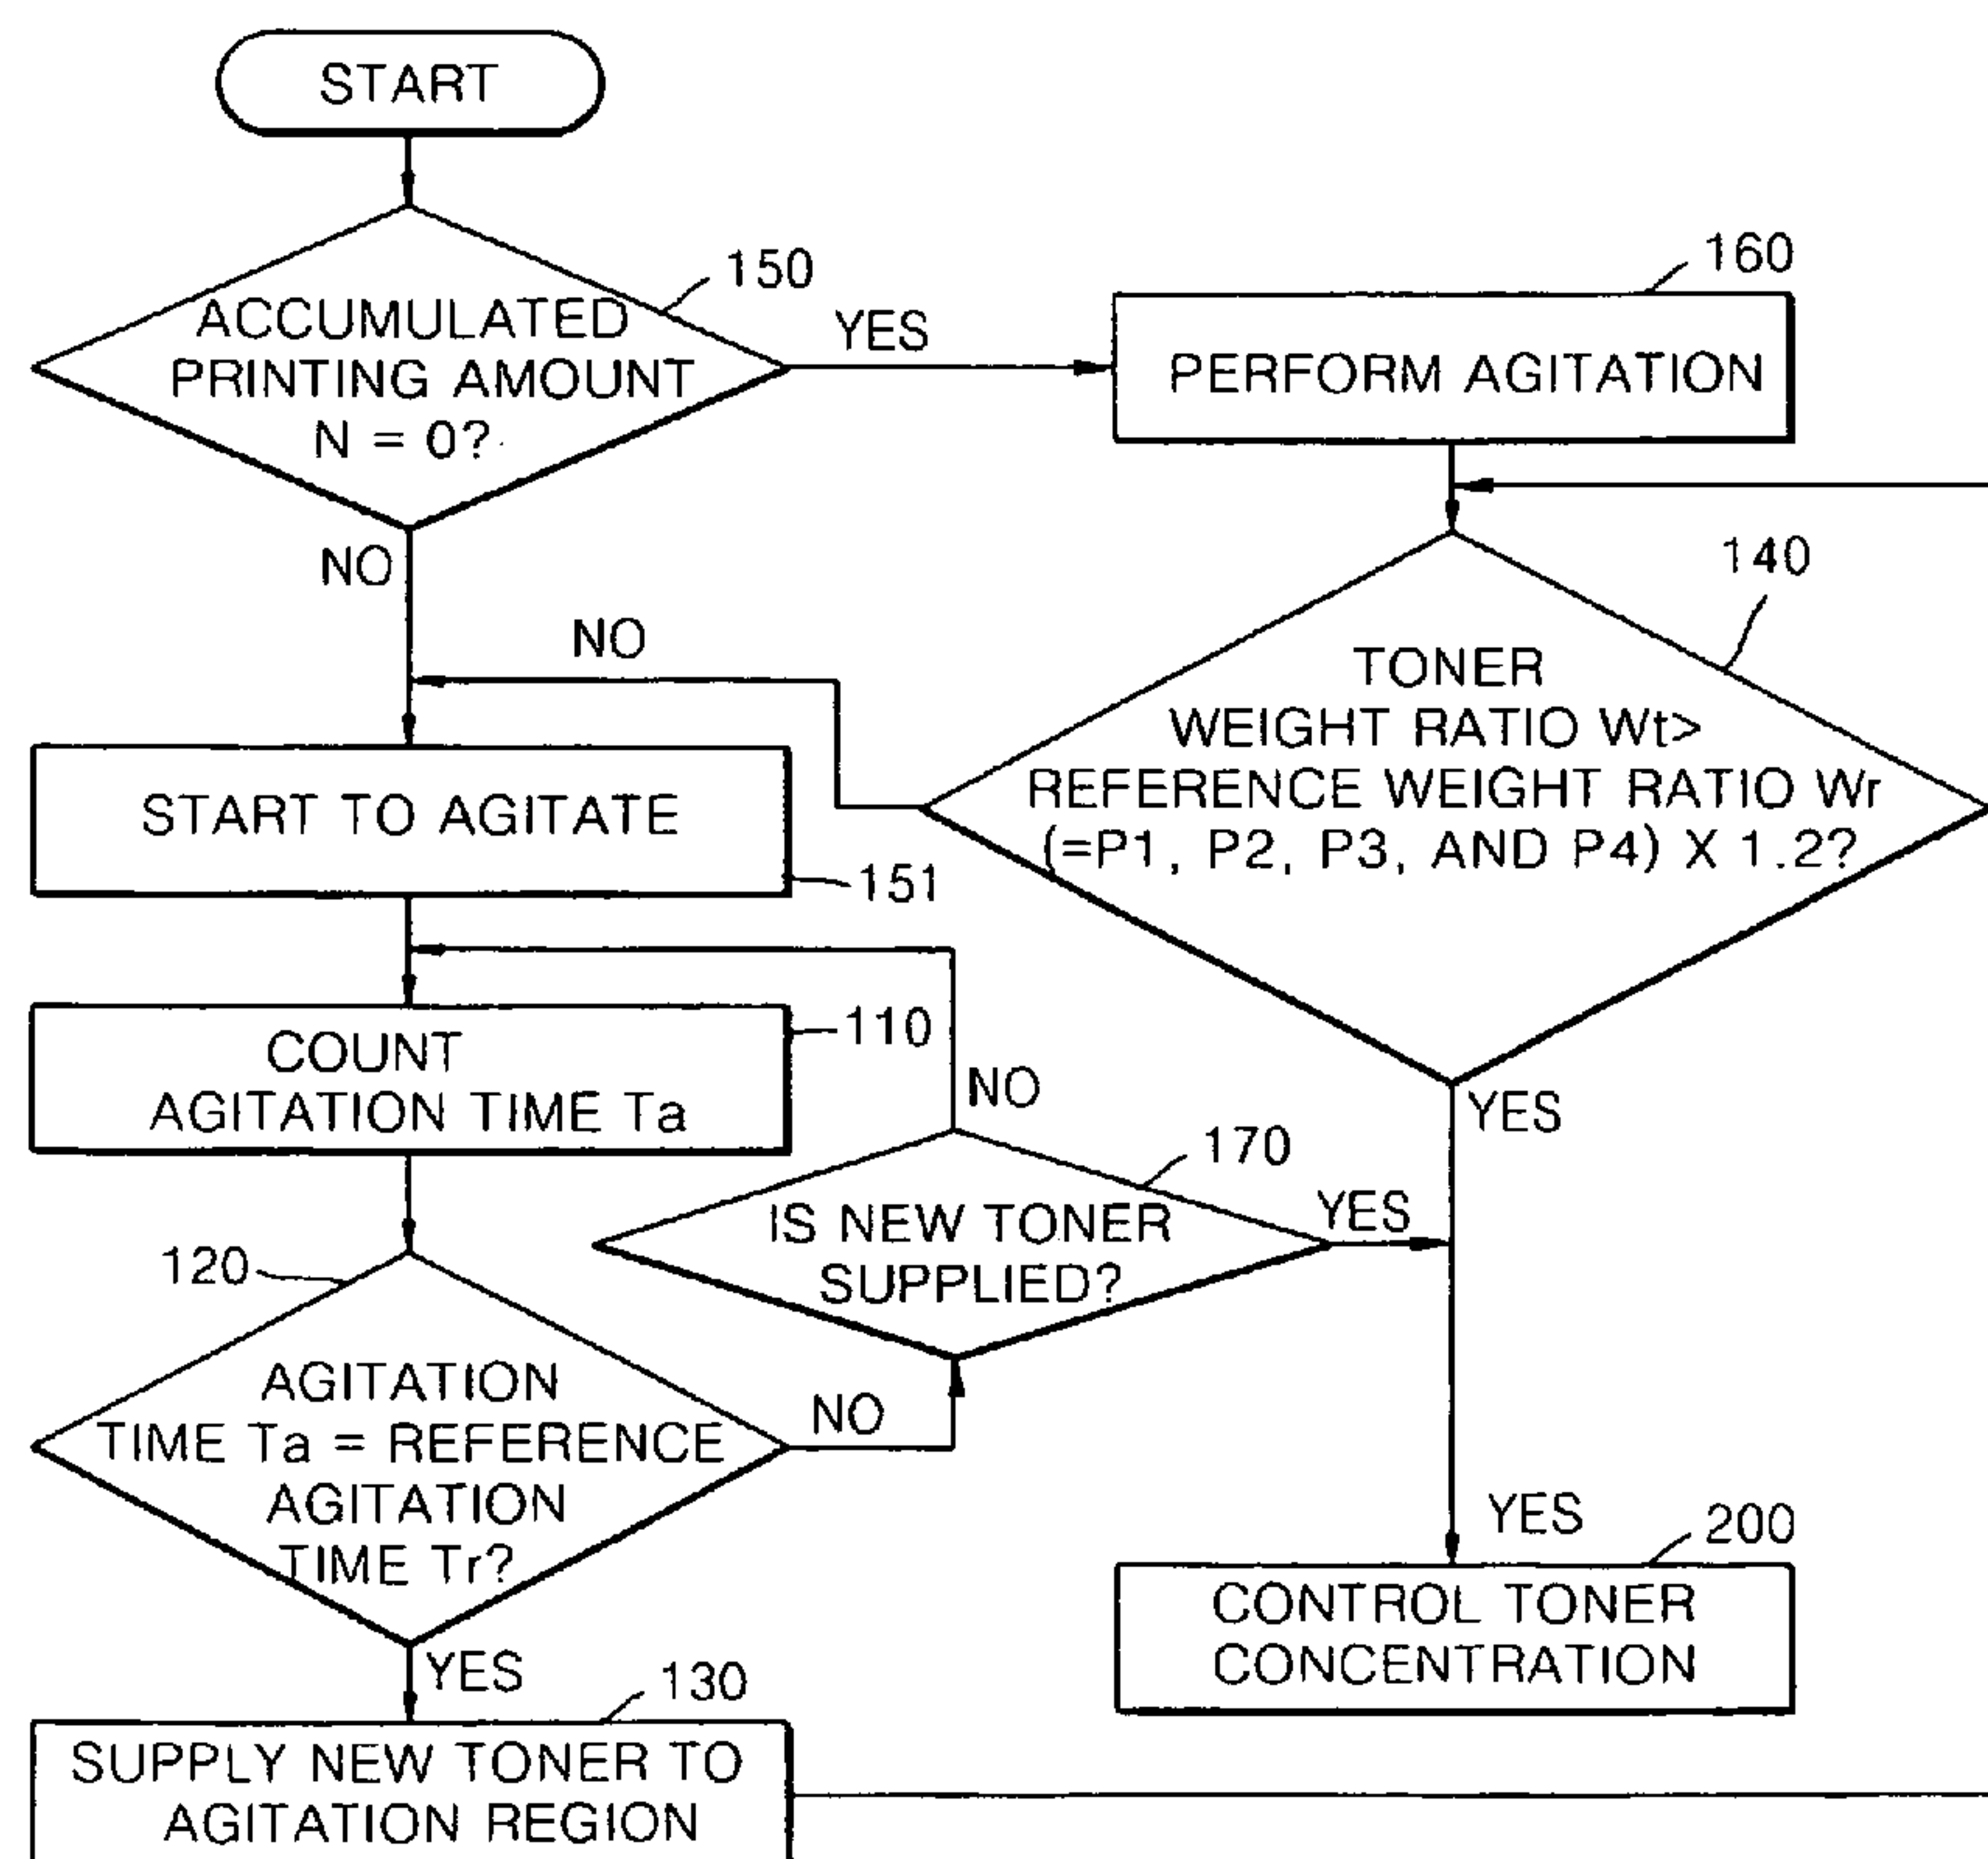 START
150
ACCUMULATED
PRINTING AMOUNT
N = 0?
YES
160
PERFORM AGITATION
NO
NO
140
TONER
WEIGHT RATIO Wt>
REFERENCE WEIGHT RATIO Wr
(=P1, P2, P3, AND P4) X 1.2?
START TO AGITATE
151
COUNT
AGITATION TIME Ta
110
NO
YES
170
IS NEW TONER
SUPPLIED?
YES
120
AGITATION
TIME Ta = REFERENCE
AGITATION
TIME Tr?
NO
YES
YES
200
CONTROL TONER
CONCENTRATION
130
SUPPLY NEW TONER TO
AGITATION REGION